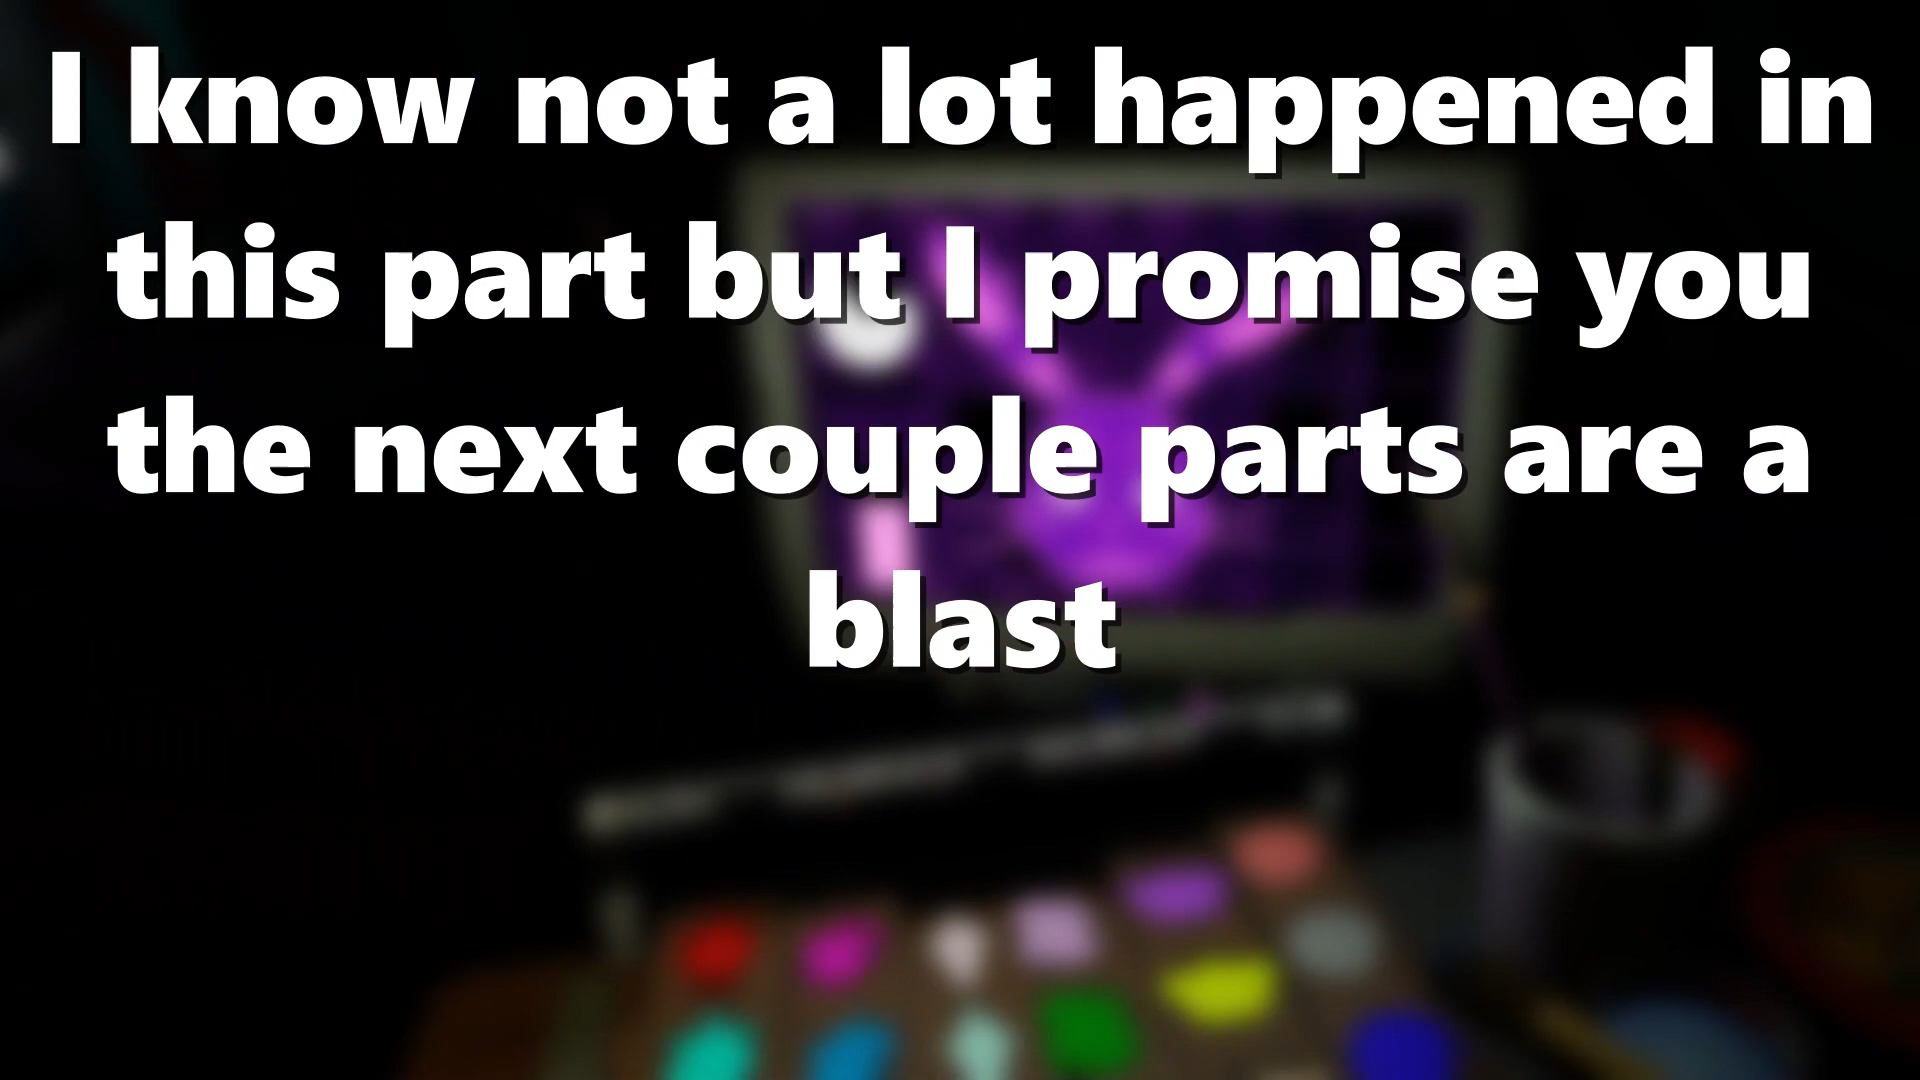 I know not a lot happened in
this part but I promise you
the next couple parts are a
blast